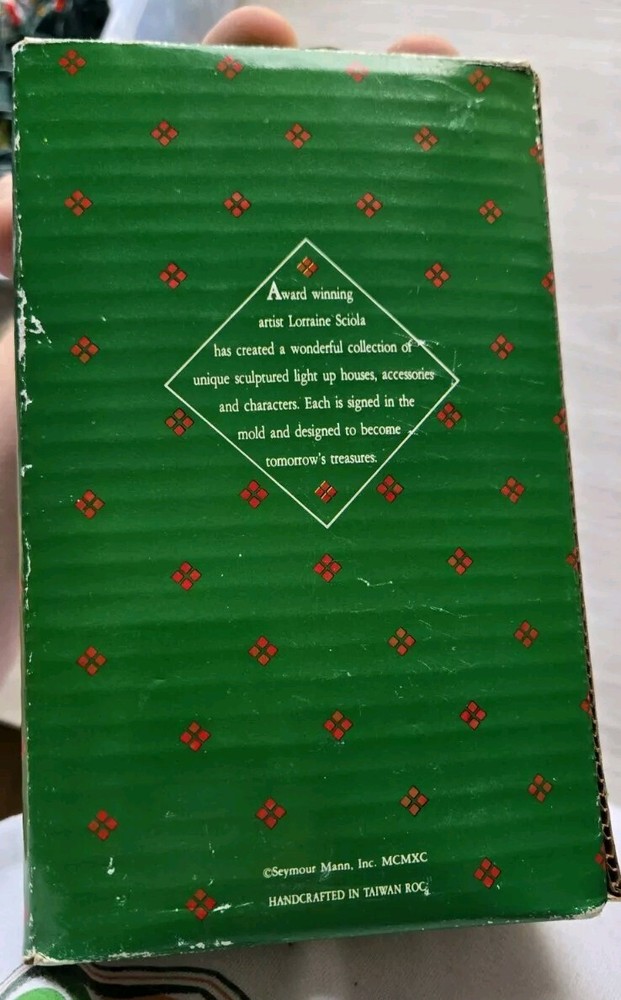 Award winning
artist Lorraine Sciola
has created a wonderful collection of
unique sculptured light up houses, accessories
and characters. Each is signed in the
mold and designed to become
tomorrow's treasures.
©Seymour Mann, Inc. MCMXC
HANDCRAFTED IN TAIWAN ROC